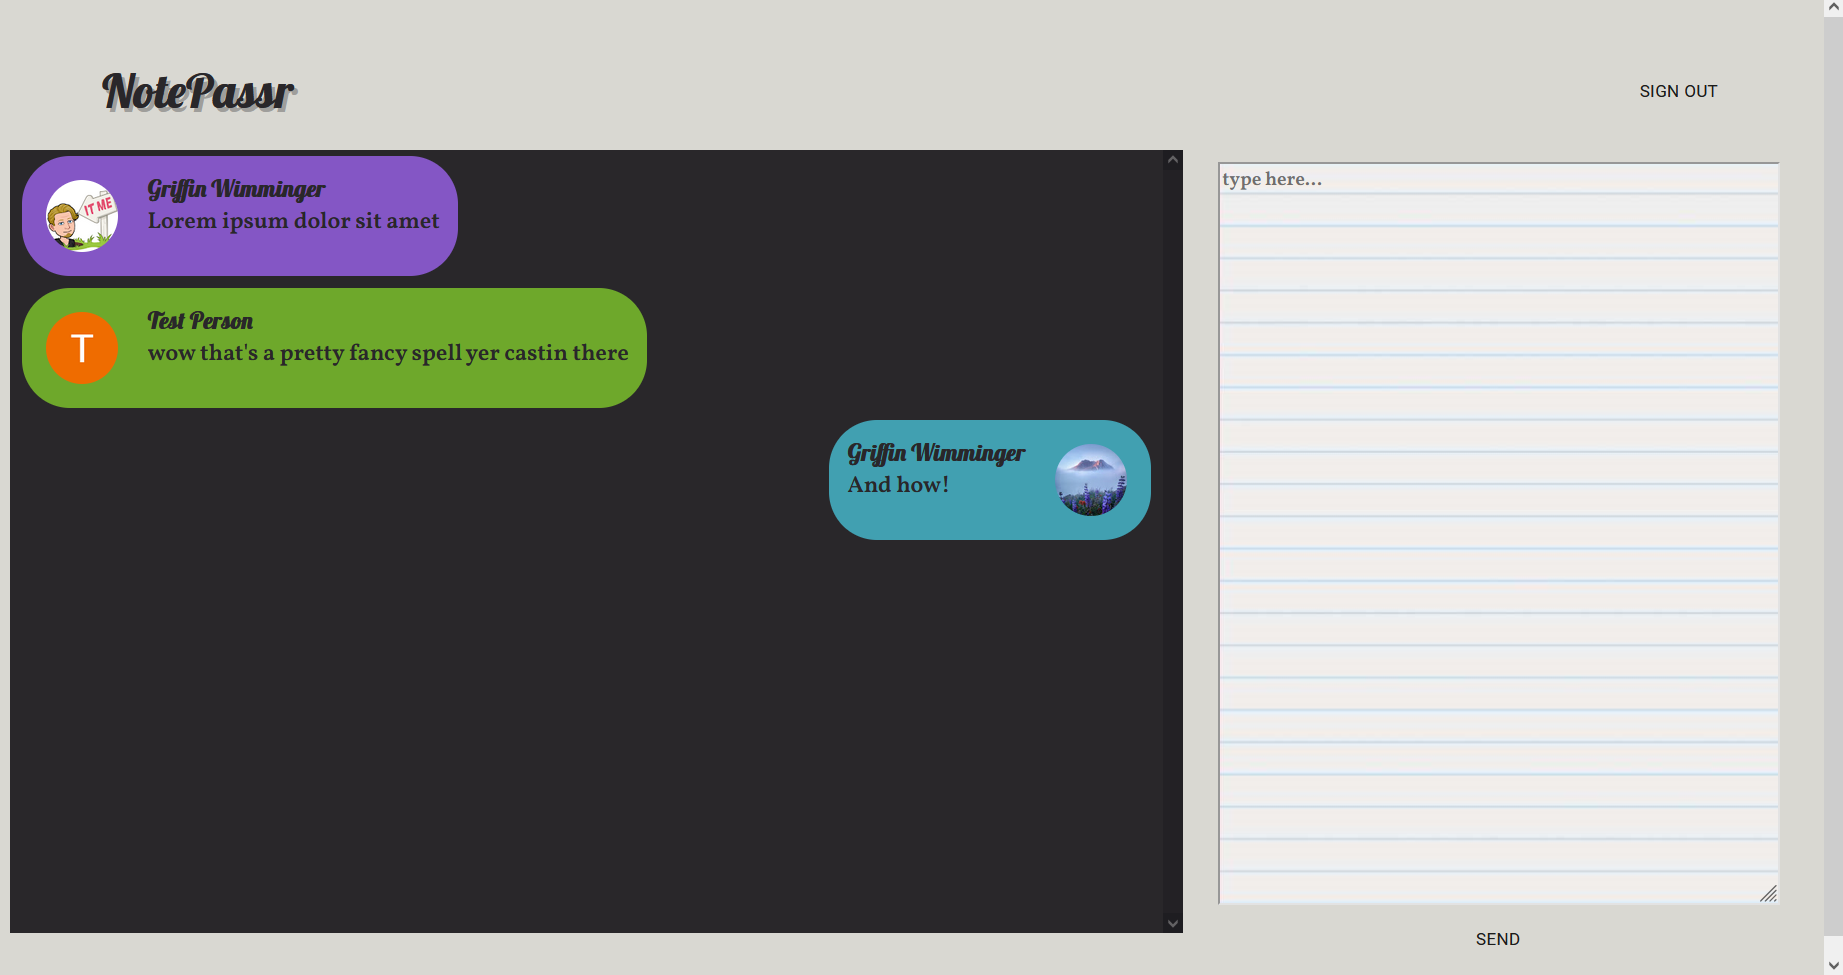 NotePassr
SIGN OUT
IT ME
Griffin Wimminger
Lorem ipsum dolor sit amet
T
Test Person
wow that's a pretty fancy spell yer castin there
Griffin Wimminger
And how!
type here...
SEND